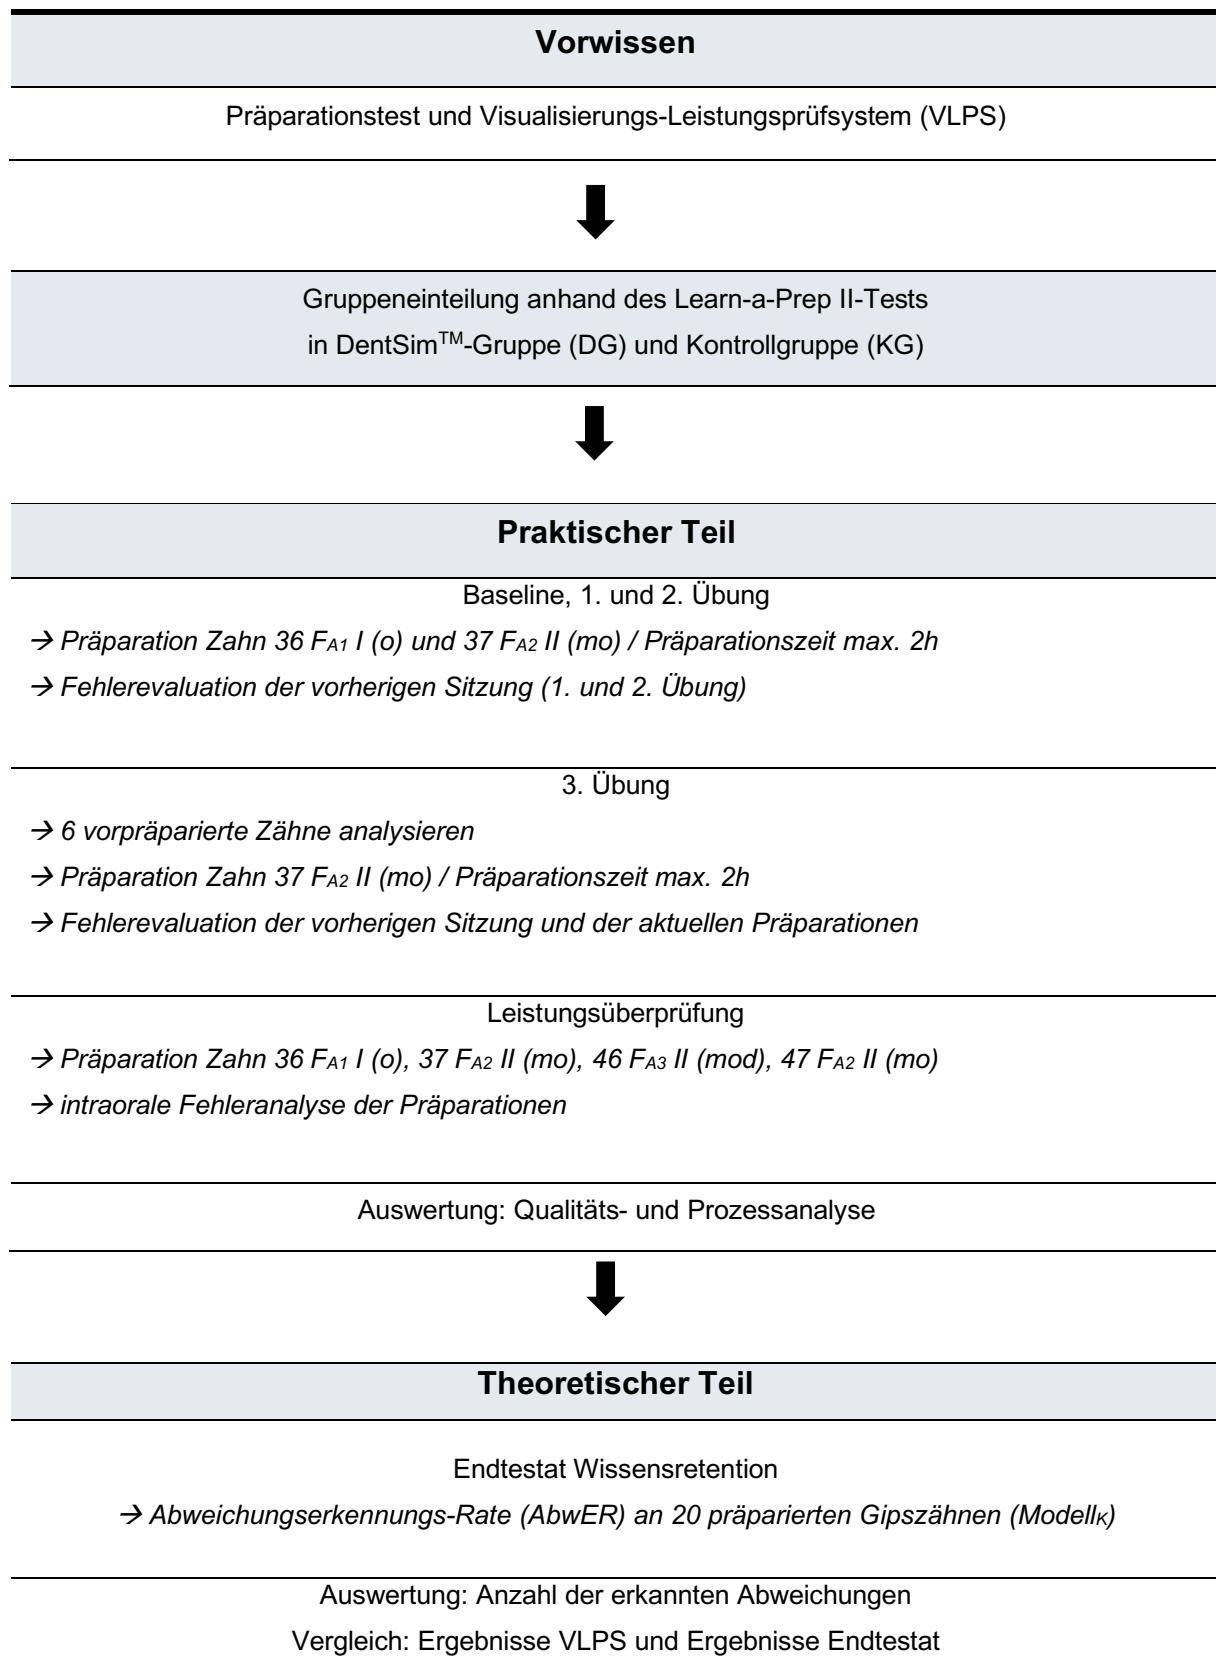 Vorwissen
Präparationstest und Visualisierungs-Leistungsprüfsystem (VLPS)
Gruppeneinteilung anhand des Learn-a-Prep II-Tests
in DentSim™-Gruppe (DG) und Kontrollgruppe (KG)
Praktischer Teil
Baseline, 1. und 2. Übung
→ Präparation Zahn 36 FA1 I (o) und 37 FA2 II (mo) / Präparationszeit max. 2h
→ Fehlerevaluation der vorherigen Sitzung (1. und 2. Übung)
3. Übung
→ 6 vorpräparierte Zähne analysieren
→ Präparation Zahn 37 FA2 II (mo) / Präparationszeit max. 2h
→ Fehlerevaluation der vorherigen Sitzung und der aktuellen Präparationen
Leistungsüberprüfung
→ Präparation Zahn 36 FA1 I (o), 37 FA2 II (mo), 46 FA3 II (mod), 47 FA2 II (mo)
→ intraorale Fehleranalyse der Präparationen
Auswertung: Qualitäts- und Prozessanalyse
Theoretischer Teil
Endtestat Wissensretention
→ Abweichungserkennungs-Rate (AbwER) an 20 präparierten Gipszähnen (ModellK)
Auswertung: Anzahl der erkannten Abweichungen
Vergleich: Ergebnisse VLPS und Ergebnisse Endtestat